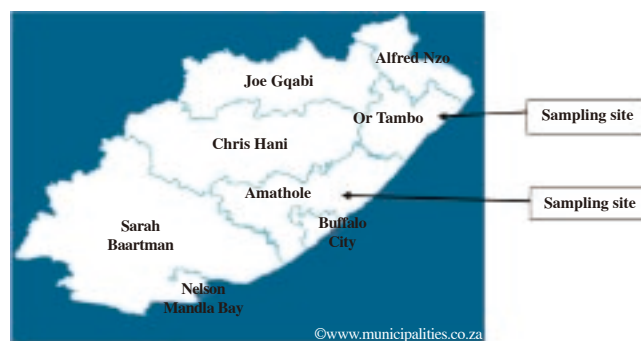 Alfred Nzo
Joe Gqabi
Or Tambo
Sampling site
Chris Hani
Amathole
Sampling site
Sarah
Baartman
Buffalo
City
Nelson
Mandla Bay
©www.municipalities.co.za